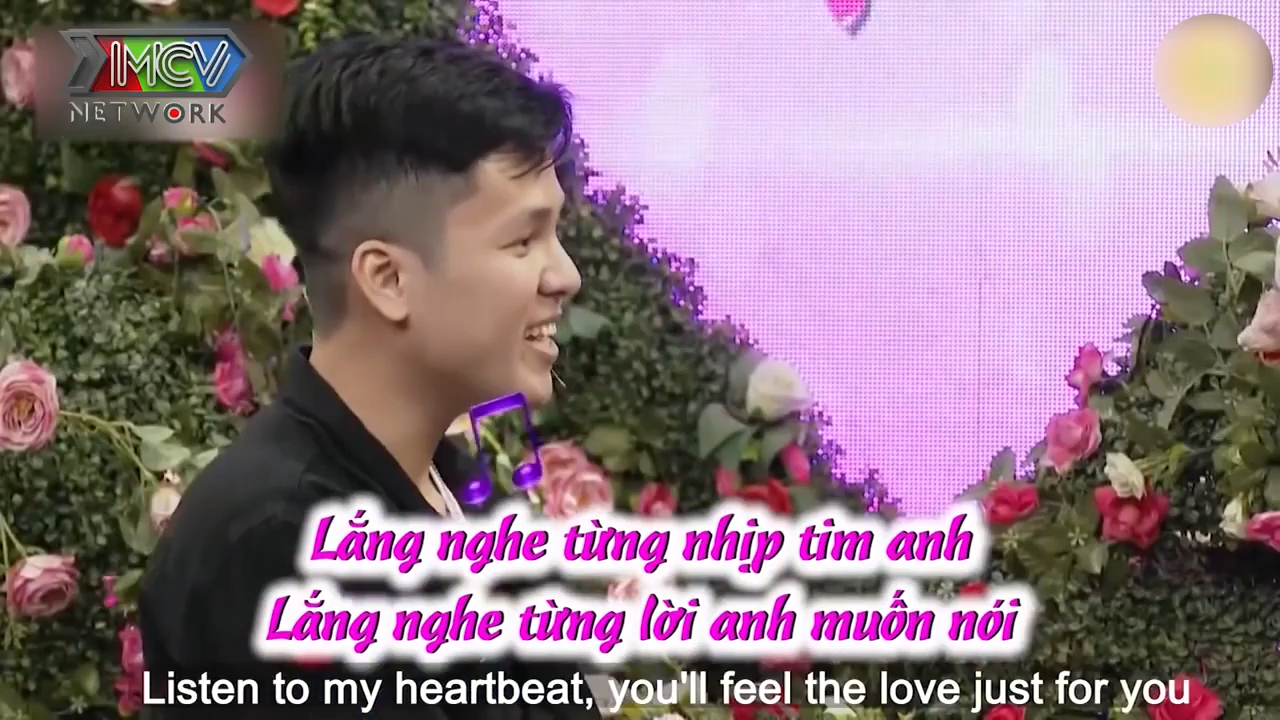 MCV
NETWORK
Lắng nghe từng nhịp tim anh
Lắng nghe từng lời anh muốn nói
Listen to my heartbeat, you'll feel the love just for you